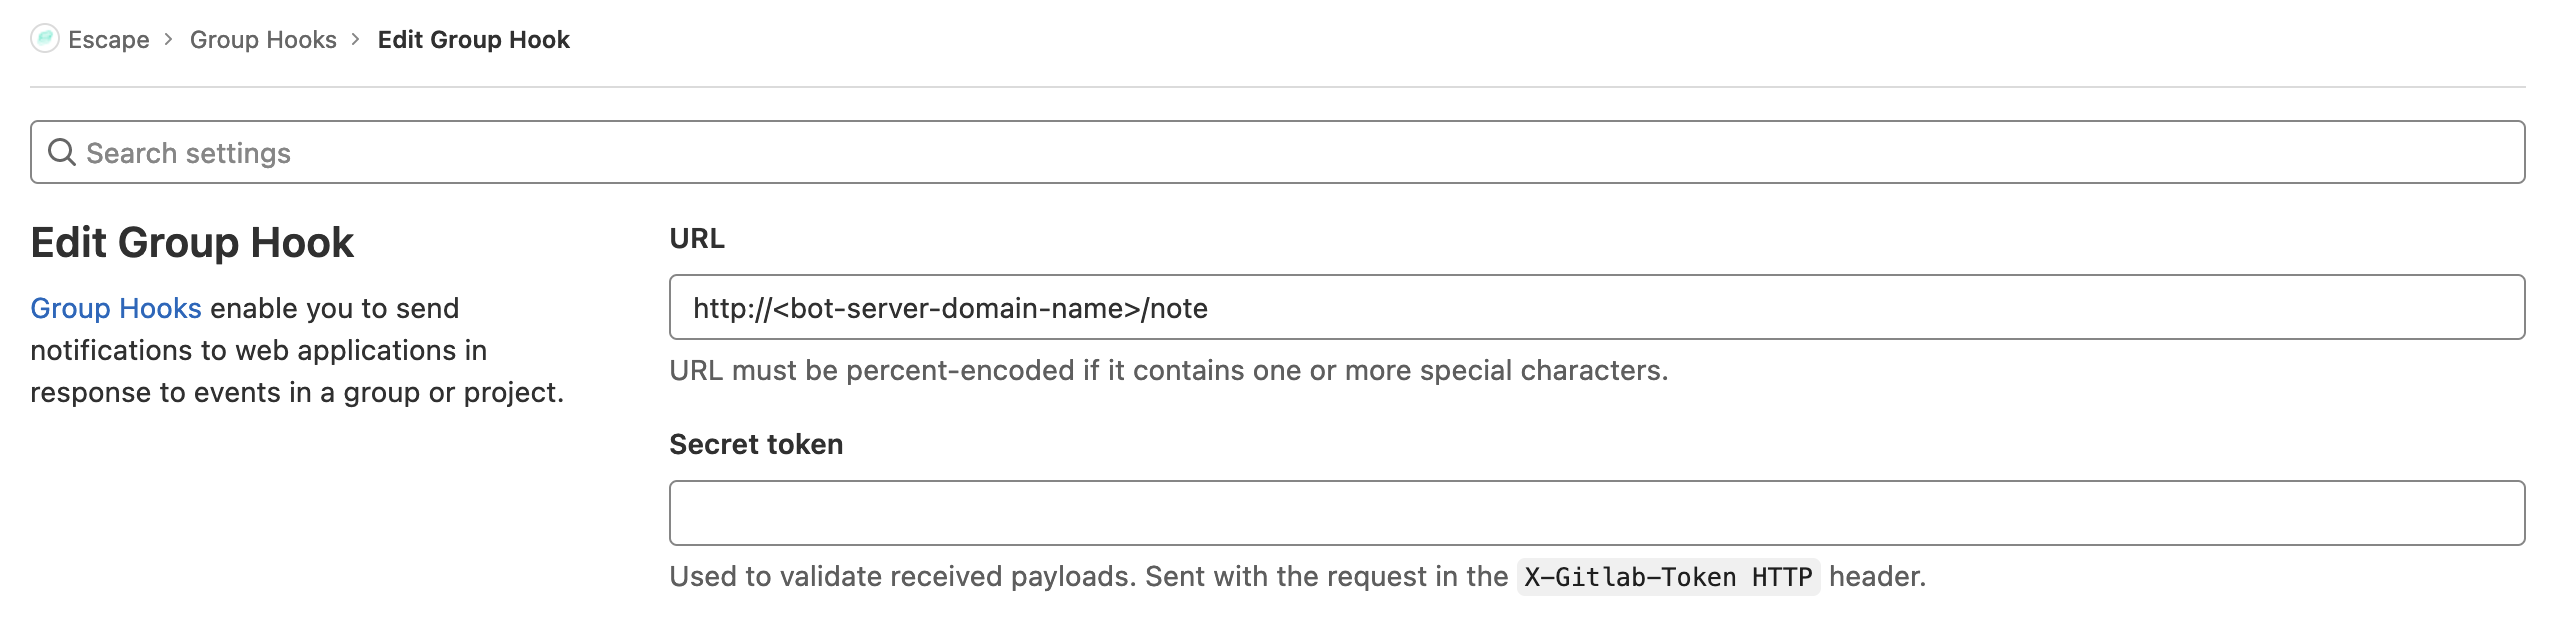 Escape > Group Hooks > Edit Group Hook
Search settings
Edit Group Hook
Group Hooks enable you to send
notifications to web applications in
response to events in a group or project.
URL
http://<bot-server-domain-name>/note
URL must be percent-encoded if it contains one or more special characters.
Secret token
Used to validate received payloads. Sent with the request in the X-Gitlab-Token HTTP header.